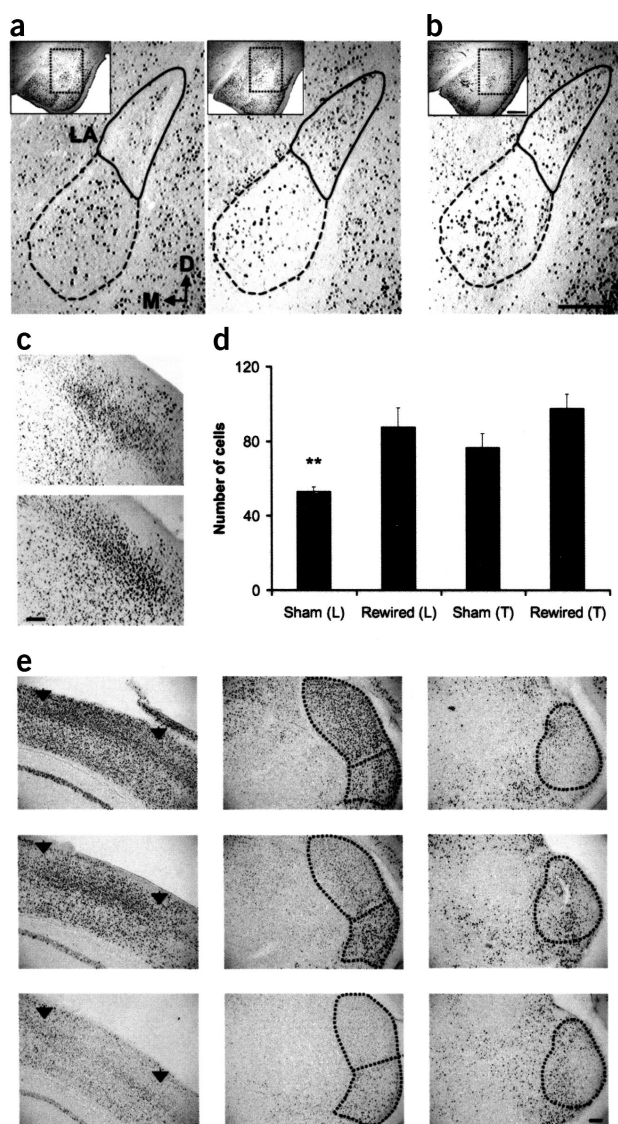 a
b
LA
D
M
c
d
120
80
40
0
Number of cells
**
Sham (L) Rewired (L) Sham (T) Rewired (T)
e